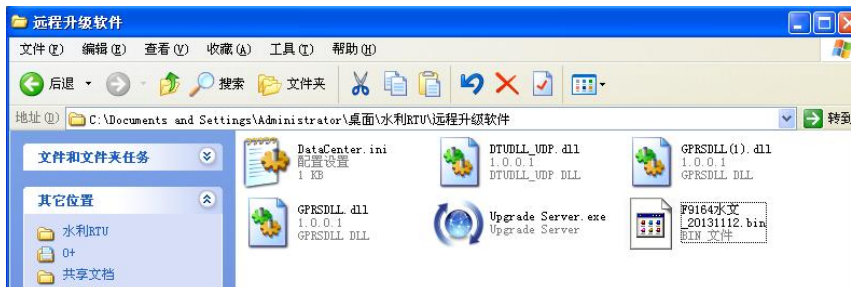 远程升级软件
文件(F) 编辑(E) 查看(V) 收藏(A) 工具(T) 帮助(H)
后退 搜索 文件夹
地址(D) C:\Documents and Settings\Administrator\桌面\水利RTU\远程升级软件 转到
文件和文件夹任务
其它位置
水利RTU
0+
共享文档
DataCenter.ini
配置设置
1 KB
DTUDLL_UDP.dll
1.0.0.1
DTUDLL_UDP DLL
GPRSDLL(1).dll
1.0.0.1
GPRSDLL DLL
GPRSDLL.dll
1.0.0.1
GPRSDLL DLL
Upgrade Server.exe
Upgrade Server
F9164水文
_20131112.bin
BIN 文件